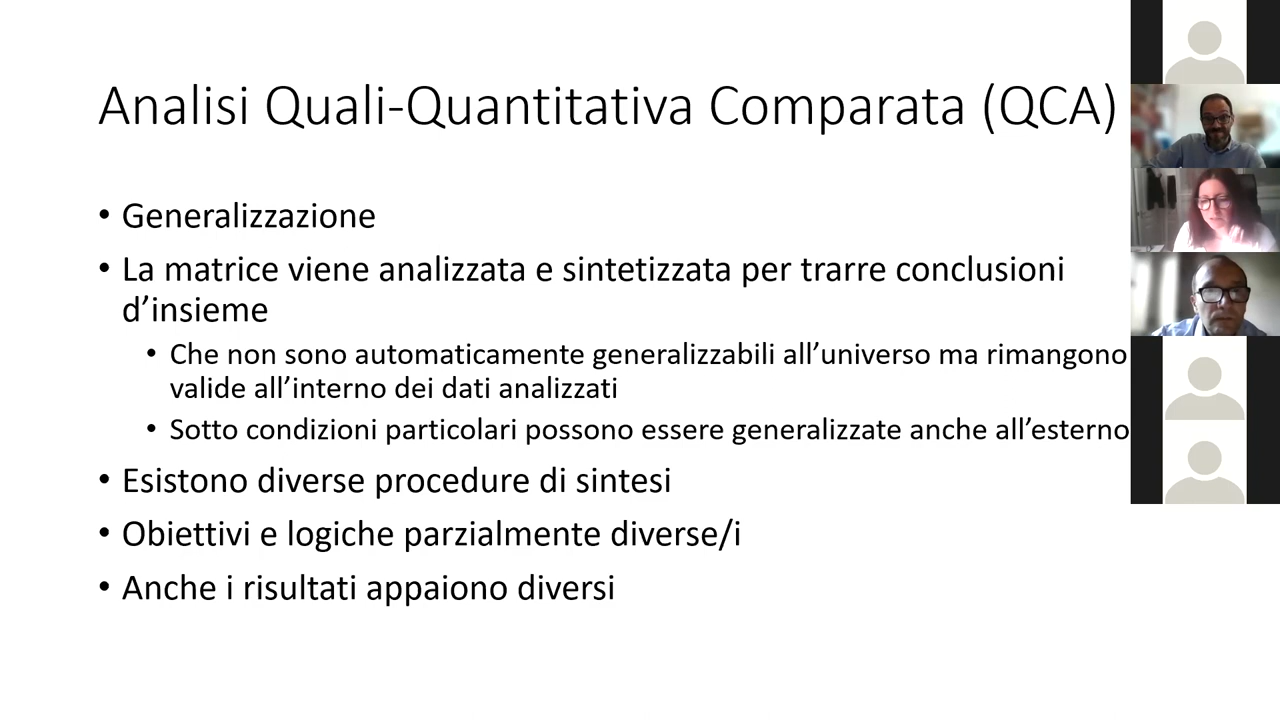 Analisi Quali-Quantitativa Comparata (QCA)
• Generalizzazione
• La matrice viene analizzata e sintetizzata per trarre conclusioni
d’insieme
• Che non sono automaticamente generalizzabili all’universo ma rimangono
valide all’interno dei dati analizzati
• Sotto condizioni particolari possono essere generalizzate anche all’esterno
• Esistono diverse procedure di sintesi
• Obiettivi e logiche parzialmente diverse/i
• Anche i risultati appaiono diversi